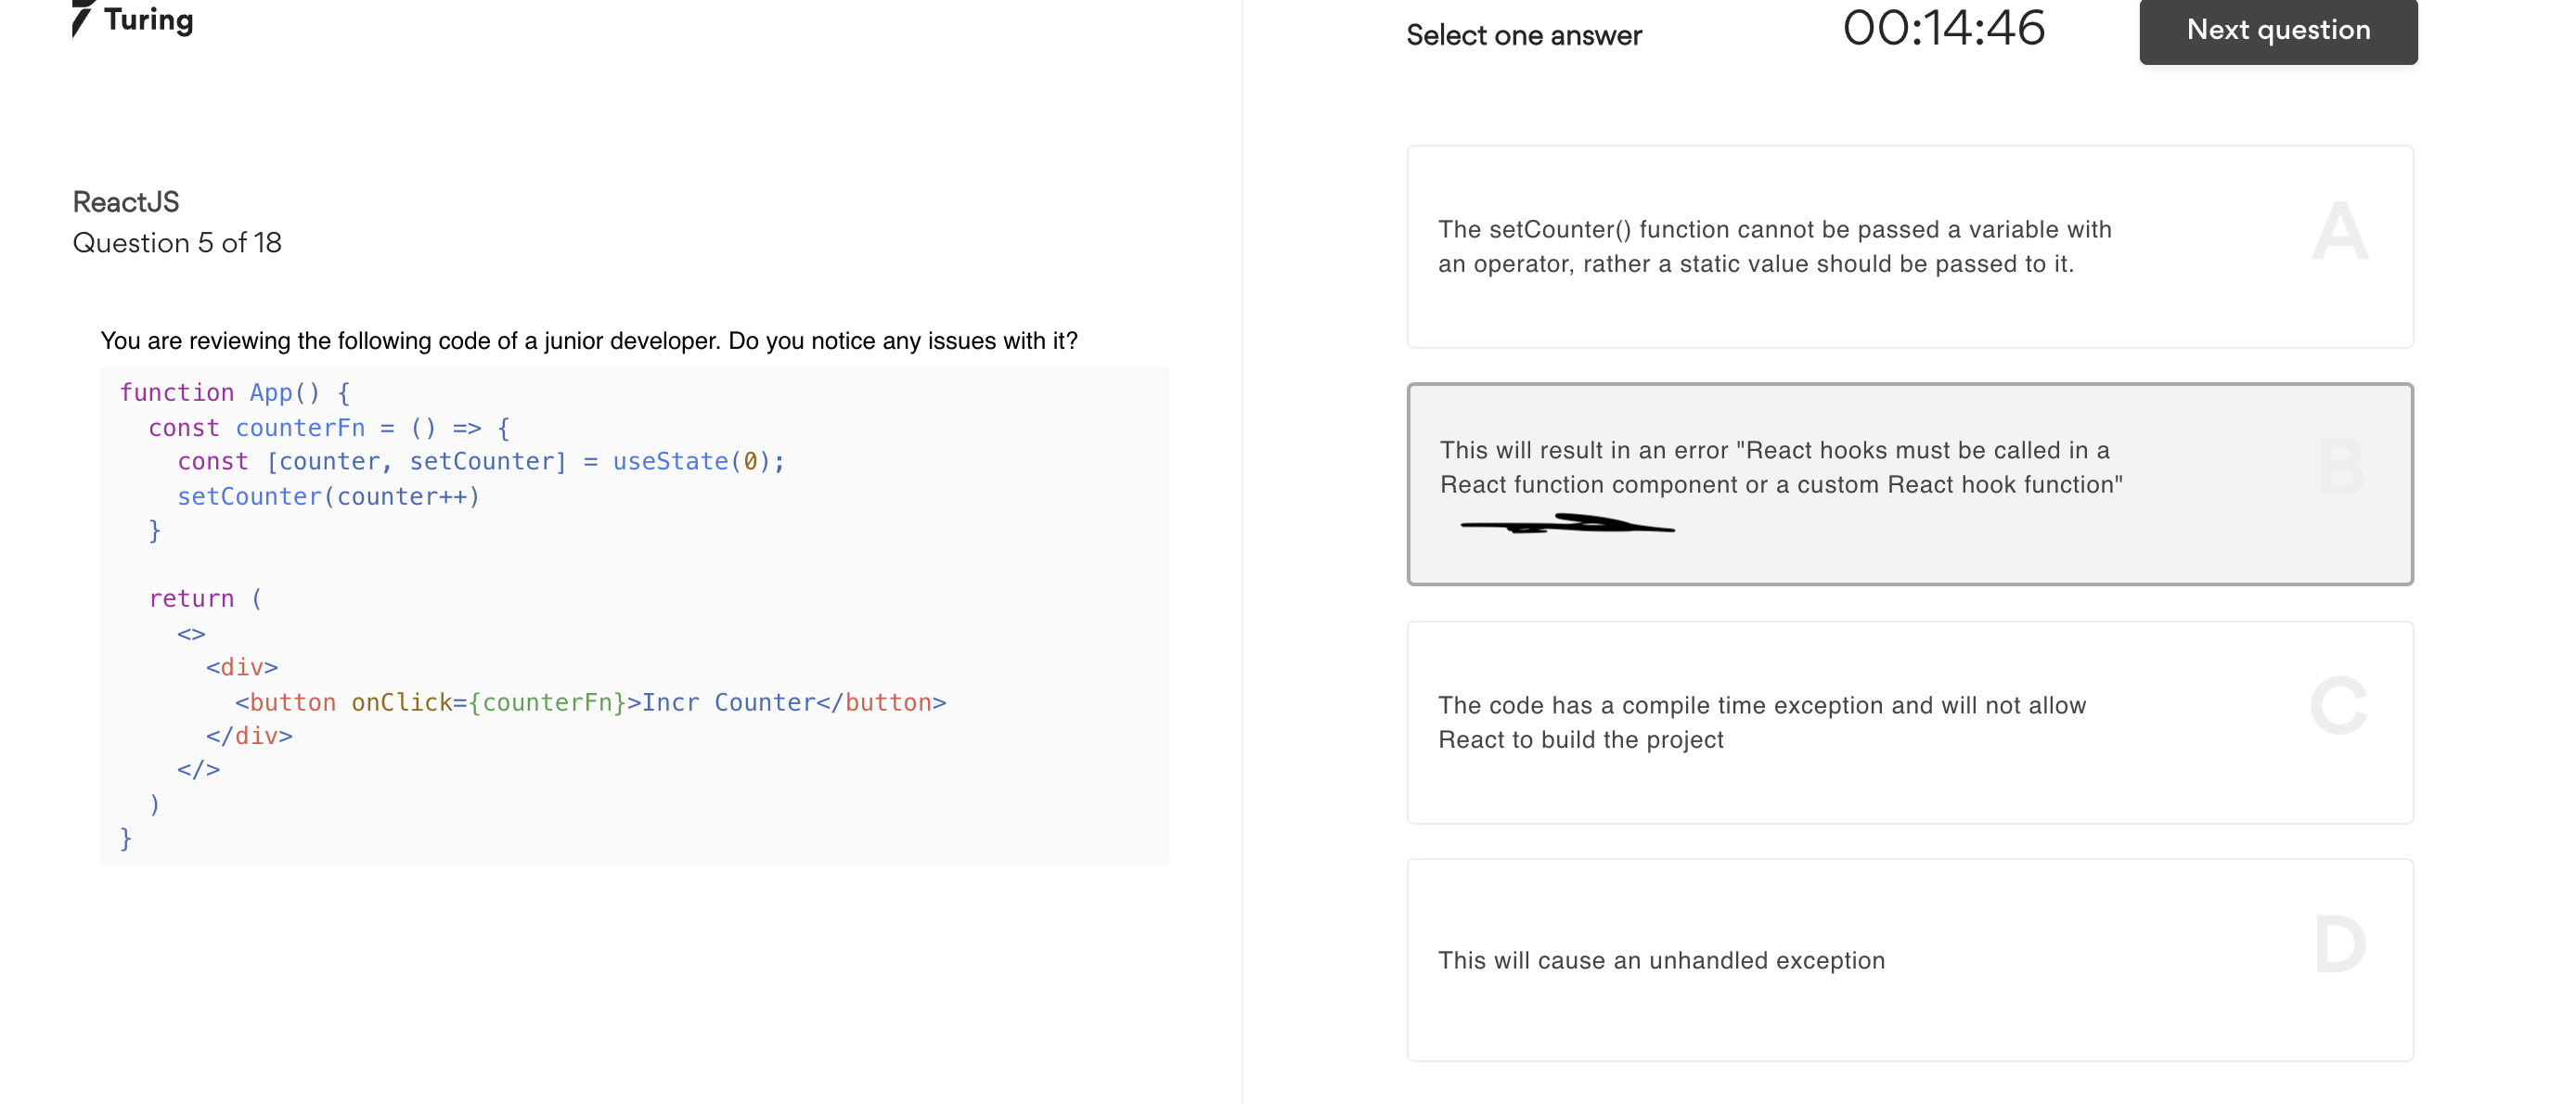 Turing
Select one answer
00:14:46
Next question
ReactJS
Question 5 of 18
You are reviewing the following code of a junior developer. Do you notice any issues with it?
function App() {
  const counterFn = () => {
    const [counter, setCounter] = useState(0);
    setCounter(counter++)
  }

  return (
    <>
      <div>
        <button onClick={counterFn}>Incr Counter</button>
      </div>
    </>
  )
}
The setCounter() function cannot be passed a variable with
an operator, rather a static value should be passed to it.
A
This will result in an error "React hooks must be called in a
React function component or a custom React hook function"
B
The code has a compile time exception and will not allow
React to build the project
C
This will cause an unhandled exception
D